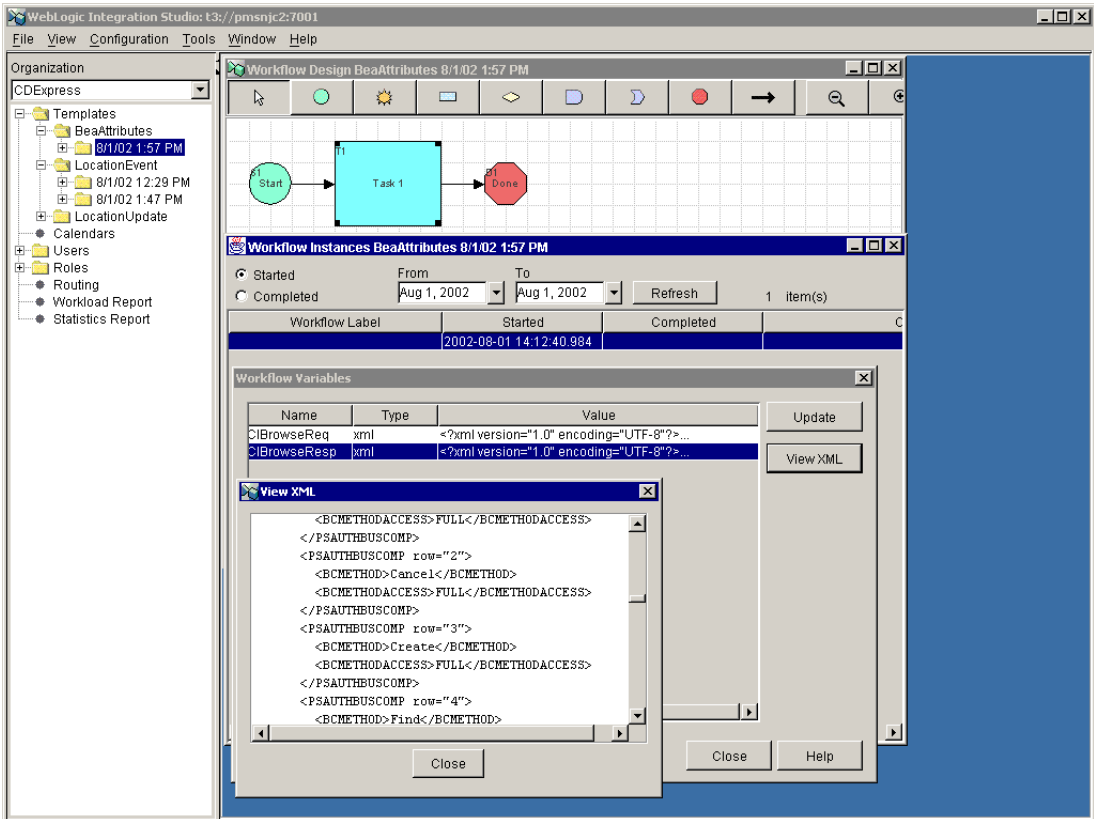 WebLogic Integration Studio: t3://pmsnjc2:7001
File View Configuration Tools Window Help
Organization
CDExpress
Templates
BeaAttributes
8/1/02 1:57 PM
LocationEvent
8/1/02 12:29 PM
8/1/02 1:47 PM
LocationUpdate
Calendars
Users
Roles
Routing
Workload Report
Statistics Report
Workflow Design BeaAttributes 8/1/02 1:57 PM
S1
Start
T1
Task 1
D1
Done
Workflow Instances BeaAttributes 8/1/02 1:57 PM
Started
Completed
From
To
Aug 1, 2002
Aug 1, 2002
Refresh
1 item(s)
Workflow Label Started Completed C
2002-08-01 14:12:40.984
Workflow Variables
Name Type Value
CIBrowseReq xml <?xml version="1.0" encoding="UTF-8"?>...
CIBrowseResp xml <?xml version="1.0" encoding="UTF-8"?>...
Update
View XML
View XML
<BCMETHODACCESS>FULL</BCMETHODACCESS>
</PSAUTHBUSCOMP>
<PSAUTHBUSCOMP row="2">
<BCMETHOD>Cancel</BCMETHOD>
<BCMETHODACCESS>FULL</BCMETHODACCESS>
</PSAUTHBUSCOMP>
<PSAUTHBUSCOMP row="3">
<BCMETHOD>Create</BCMETHOD>
<BCMETHODACCESS>FULL</BCMETHODACCESS>
</PSAUTHBUSCOMP>
<PSAUTHBUSCOMP row="4">
<BCMETHOD>Find</BCMETHOD>
Close
Close
Help